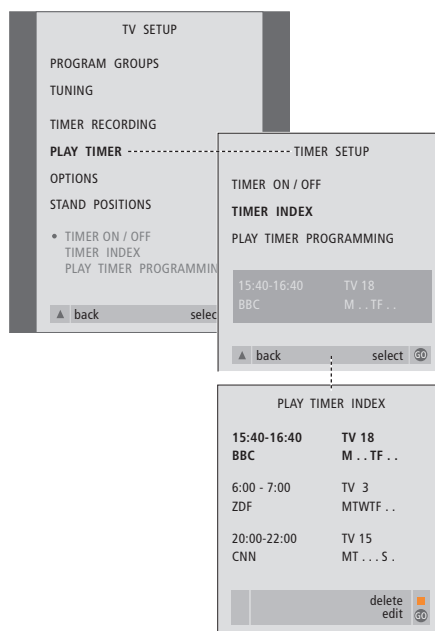 TV SETUP
PROGRAM GROUPS
TUNING
TIMER RECORDING
PLAY TIMER
OPTIONS
STAND POSITIONS
• TIMER ON / OFF
TIMER INDEX
PLAY TIMER PROGRAMMIN
▲ back selec
TIMER SETUP
TIMER ON / OFF
TIMER INDEX
PLAY TIMER PROGRAMMING
15:40-16:40 TV 18
BBC M . . TF . .
▲ back select GO
PLAY TIMER INDEX
15:40-16:40 TV 18
BBC M . . TF . .
6:00 - 7:00 TV 3
ZDF MTWTF . .
20:00-22:00 TV 15
CNN MT . . . S .
delete
edit GO